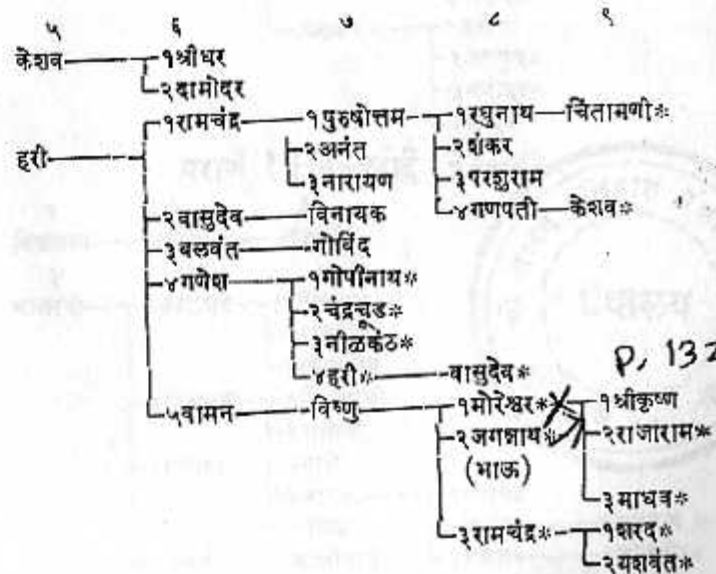 ५ ६ ७ ८ ९
केशव १श्रीधर
२दामोदर
१रामचंद्र १पुरुषोत्तम १रघुनाथ चिंतामणी*
हरी २अनंत २शंकर
३नारायण ३परशुराम
२वासुदेव विनायक ४गणपती केशव*
३बलवंत गोविंद
४गणेश १गोपीनाथ*
२चंद्रचूड*
३नीळकंठ*
P. 132
४हरी* वासुदेव*
५वामन विष्णु १मोरेश्वर* १श्रीकृष्ण
२जगन्नाथ* २राजाराम*
(भाऊ)
३माधव*
३रामचंद्र* १शरद*
२यशवंत*